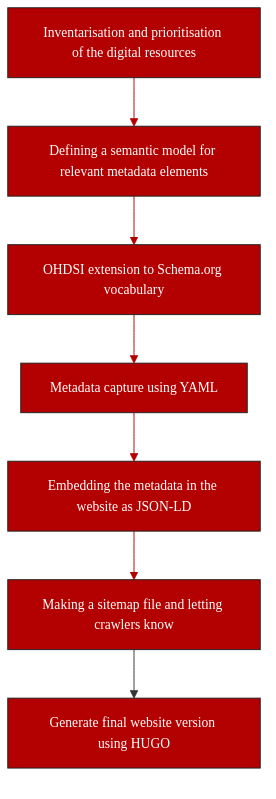 Inventarisation and prioritisation
of the digital resources
Defining a semantic model for
relevant metadata elements
OHDSI extension to Schema.org
vocabulary
Metadata capture using YAML
Embedding the metadata in the
website as JSON-LD
Making a sitemap file and letting
crawlers know
Generate final website version
using HUGO